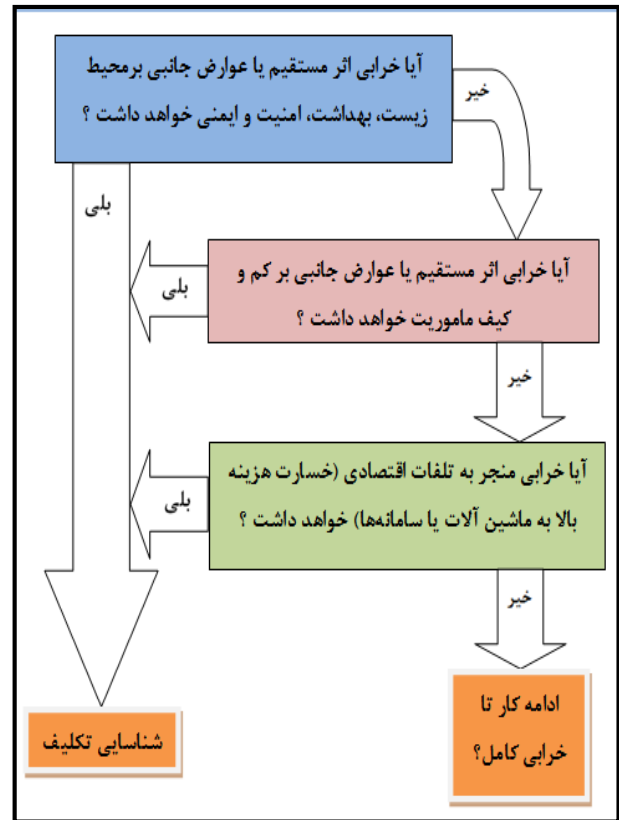 آیا خرابی اثر مستقیم یا عوارض جانبی برمحیط
زیست، بهداشت، امنیت و ایمنی خواهد داشت ؟
خیر
بلی
آیا خرابی اثر مستقیم یا عوارض جانبی بر کم و
کیف ماموریت خواهد داشت ؟
بلی
خیر
آیا خرابی منجر به تلفات اقتصادی (خسارت هزینه
بالا به ماشین آلات یا سامانه‌ها) خواهد داشت ؟
بلی
خیر
ادامه کار تا
خرابی کامل؟
شناسایی تکلیف